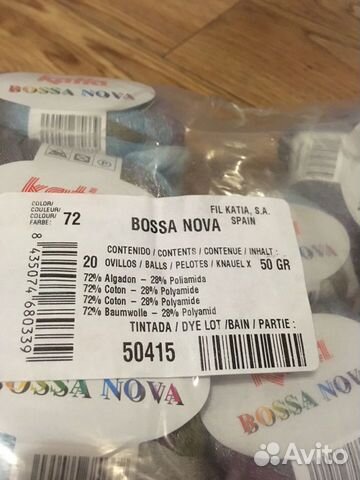 Katia
BOSSA NOVA
COLOR/
COULEUR/
COLOUR/
FARBE:
72
BOSSA NOVA
FIL KATIA, S.A.
SPAIN
CONTENIDO / CONTENTS / CONTENUE / INHALT :
20 OVILLOS / BALLS / PELOTES / KNAUEL X 50 GR
72% Algodon – 28% Poliamida
72% Coton – 28% Polyamide
72% Cotton – 28% Polyamide
72% Baumwolle – 28% Polyamid
TINTADA / DYE LOT /BAIN / PARTIE :
50415
8 435074 680339
BOSSA NOVA
BOSSA NOVA
Avito